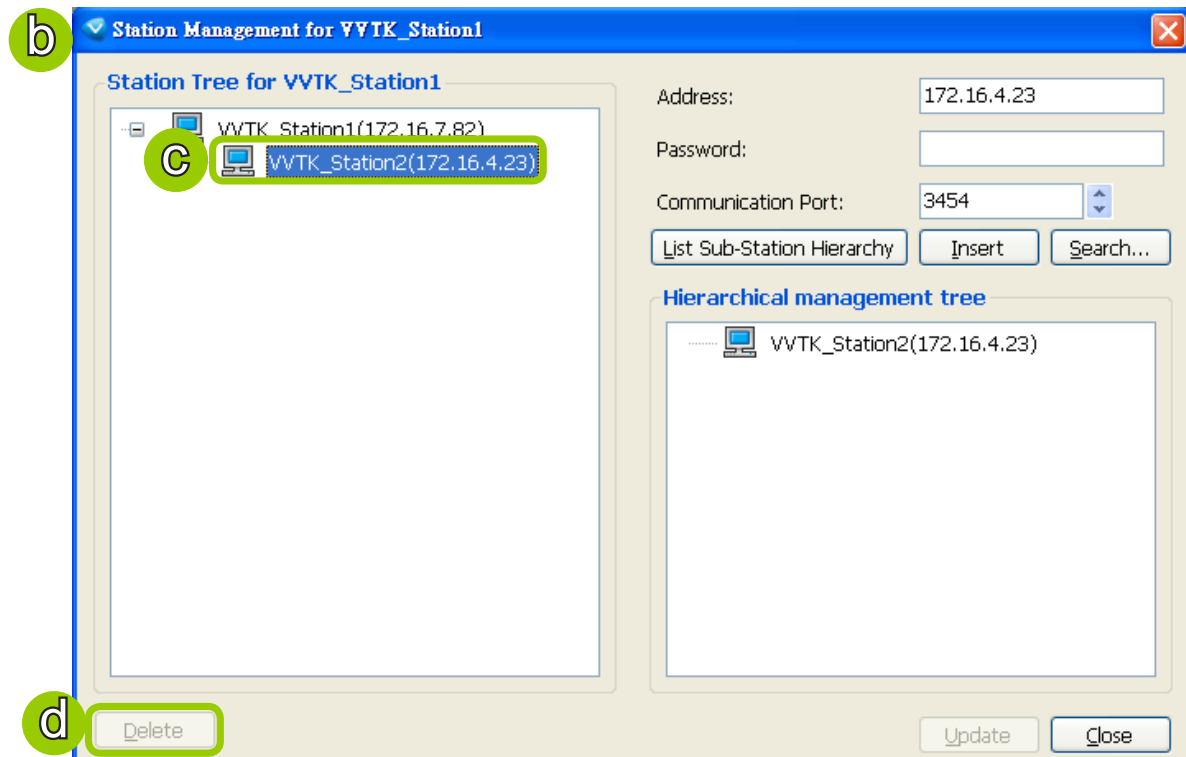 b
Station Management for VVTK_Station1
Station Tree for VVTK_Station1
VVTK_Station1(172.16.7.82)
c
VVTK_Station2(172.16.4.23)
Address:
172.16.4.23
Password:
Communication Port:
3454
List Sub-Station Hierarchy
Insert
Search...
Hierarchical management tree
VVTK_Station2(172.16.4.23)
d
Delete
Update
Close